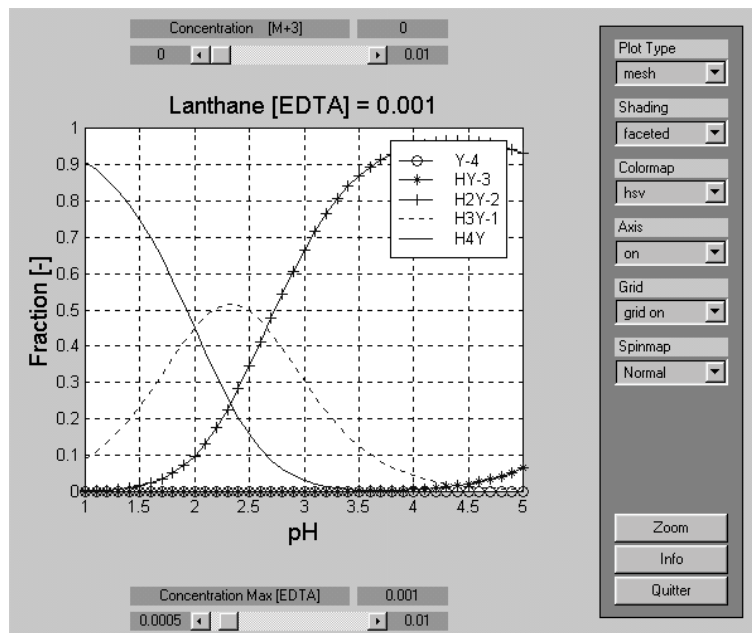 Concentration [M+3] 0
0 0.01
Lanthane [EDTA] = 0.001
1
0.9
0.8
0.7
0.6
0.5
0.4
0.3
0.2
0.1
0
Fraction [-]
Y-4
HY-3
H2Y-2
H3Y-1
H4Y
1 1.5 2 2.5 3 3.5 4 4.5 5
pH
Concentration Max [EDTA] 0.001
0.0005 0.01
Plot Type
mesh
Shading
faceted
Colormap
hsv
Axis
on
Grid
grid on
Spinmap
Normal
Zoom
Info
Quitter